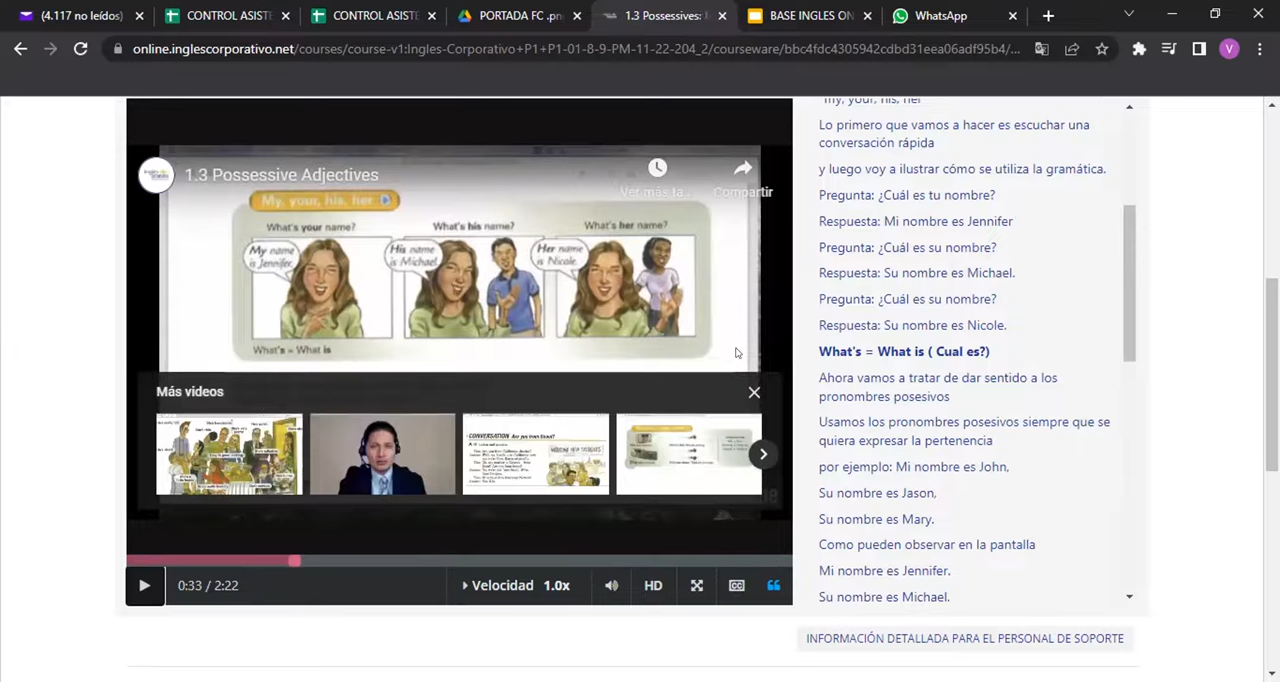 (4.117 no leídos)
CONTROL ASISTE
CONTROL ASISTE
PORTADA FC .pn
1.3 Possessives:
BASE INGLES ON
WhatsApp
online.inglescorporativo.net/courses/course-v1:Ingles-Corporativo+P1+P1-01-8-9-PM-11-22-204_2/courseware/bbc4fdc4305942cdbd31eea06adf95b4/...
V
1.3 Possessive Adjectives
Ver más ta...
Compartir
My, your, his, her
What's your name?
What's his name?
What's her name?
My name
is Jennifer.
His name
is Michael.
Her name
is Nicole.
What's = What is
Más videos
CONVERSATION Are you from Seoul?
0:33 / 2:22
Velocidad 1.0x
HD
CC
my, your, his, her
Lo primero que vamos a hacer es escuchar una
conversación rápida
y luego voy a ilustrar cómo se utiliza la gramática.
Pregunta: ¿Cuál es tu nombre?
Respuesta: Mi nombre es Jennifer
Pregunta: ¿Cuál es su nombre?
Respuesta: Su nombre es Michael.
Pregunta: ¿Cuál es su nombre?
Respuesta: Su nombre es Nicole.
What's = What is ( Cual es?)
Ahora vamos a tratar de dar sentido a los
pronombres posesivos
Usamos los pronombres posesivos siempre que se
quiera expresar la pertenencia
por ejemplo: Mi nombre es John,
Su nombre es Jason,
Su nombre es Mary.
Como pueden observar en la pantalla
Mi nombre es Jennifer.
Su nombre es Michael.
INFORMACIÓN DETALLADA PARA EL PERSONAL DE SOPORTE